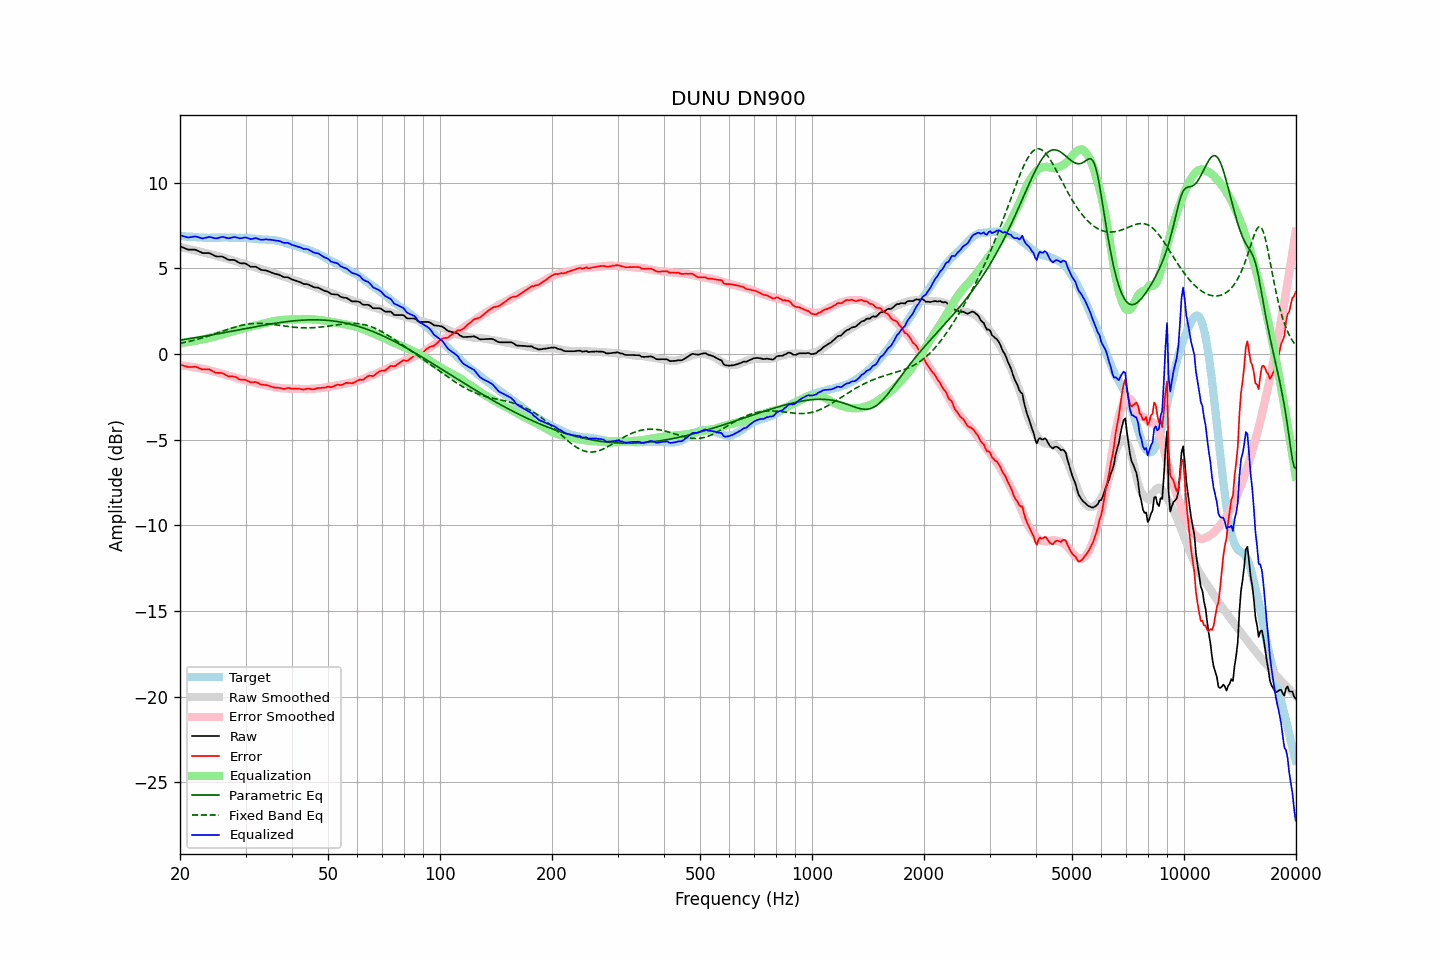 DUNU DN900
Amplitude (dBr)
10
5
0
−5
−10
−15
−20
−25
Target
Raw Smoothed
Error Smoothed
Raw
Error
Equalization
Parametric Eq
Fixed Band Eq
Equalized
20 50 100 200 500 1000 2000 5000 10000 20000
Frequency (Hz)